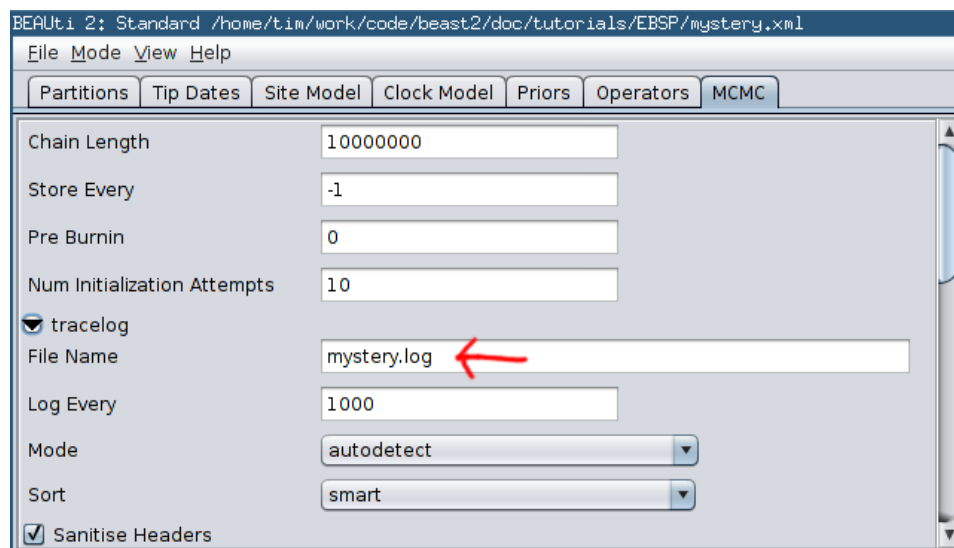 BEAUti 2: Standard /home/tim/work/code/beast2/doc/tutorials/EBSP/mystery.xml
File Mode View Help
Partitions Tip Dates Site Model Clock Model Priors Operators MCMC
Chain Length 10000000
Store Every -1
Pre Burnin 0
Num Initialization Attempts 10
tracelog
File Name mystery.log
Log Every 1000
Mode autodetect
Sort smart
Sanitise Headers